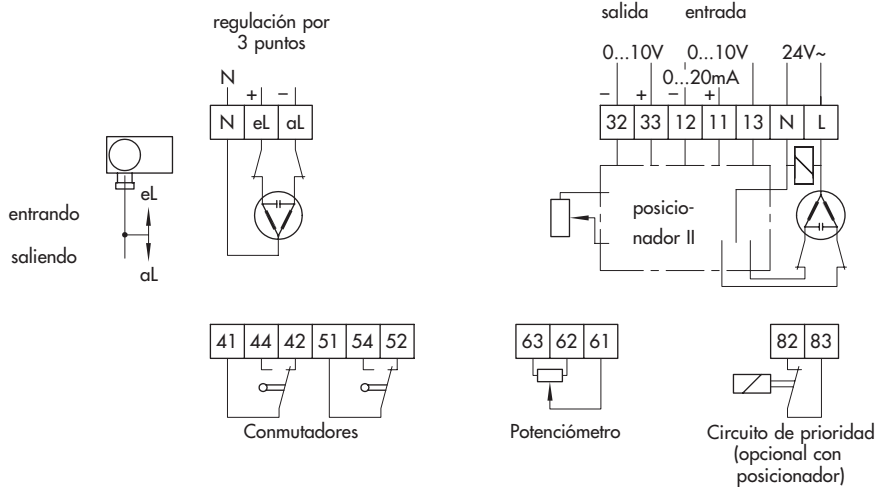 regulación por
3 puntos
N
+ −
N eL aL
eL
entrando
saliendo
aL
salida entrada
0...10V 0...10V 24V~
0...20mA
− + − +
32 33 12 11 13 N L
posicio-
nador II
41 44 42 51 54 52
Conmutadores
63 62 61
Potenciómetro
82 83
Circuito de prioridad
(opcional con
posicionador)